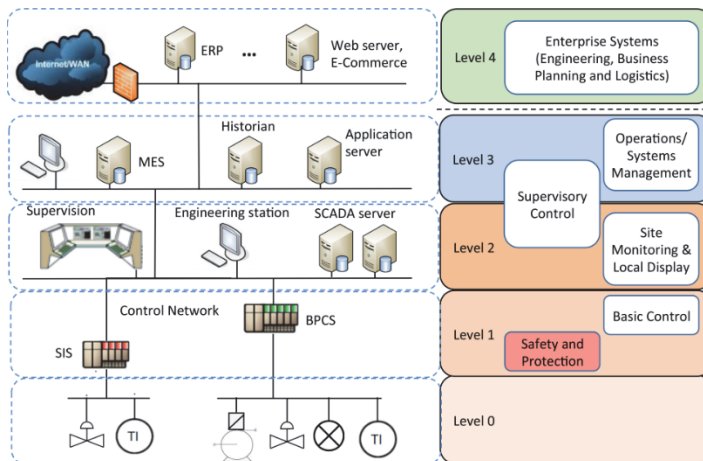 Internet/WAN
ERP
...
Web server,
E-Commerce
Level 4
Enterprise Systems
(Engineering, Business
Planning and Logistics)
MES
Historian
Application
server
Level 3
Operations/
Systems
Management
Supervisory
Control
Supervision
Engineering station
SCADA server
Level 2
Site
Monitoring &
Local Display
Control Network
BPCS
SIS
Level 1
Basic Control
Safety and
Protection
TI
TI
Level 0